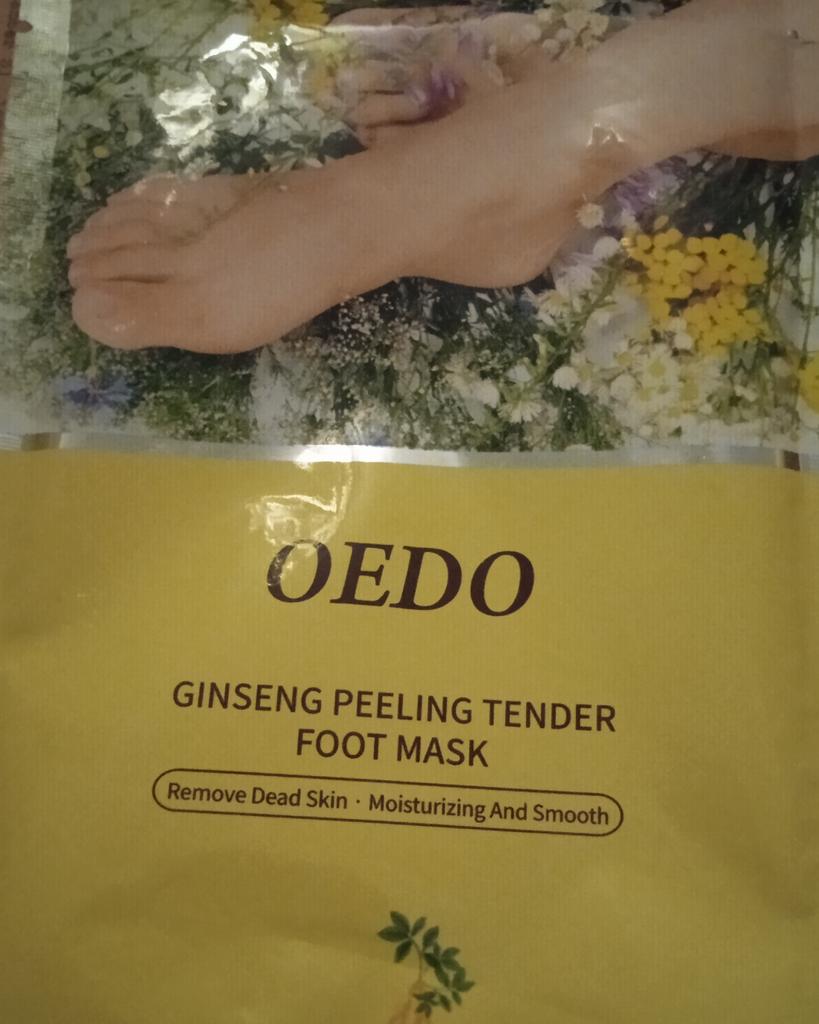 OEDO
GINSENG PEELING TENDER
FOOT MASK
Remove Dead Skin · Moisturizing And Smooth